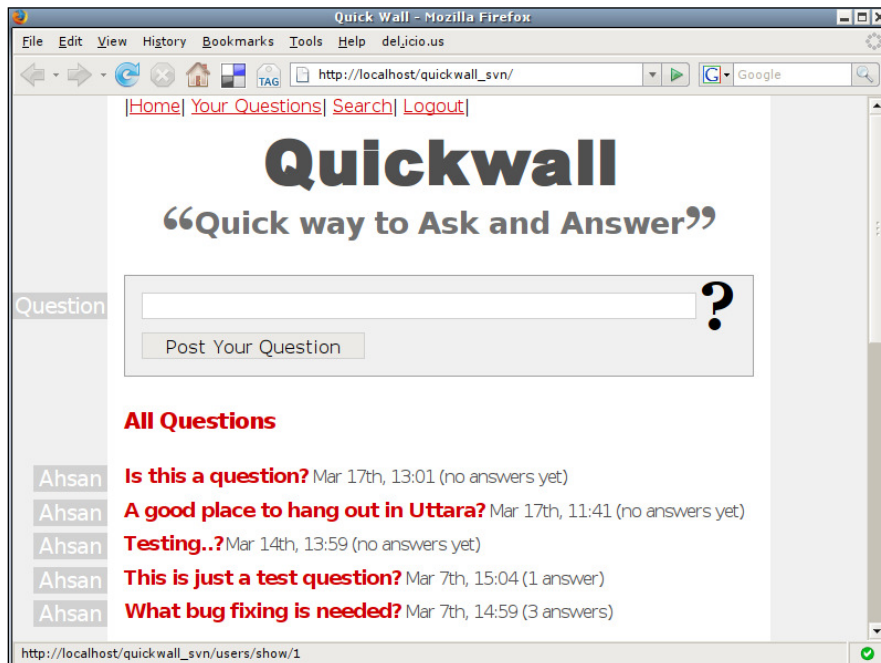 Quick Wall - Mozilla Firefox
File Edit View History Bookmarks Tools Help del.icio.us
TAG http://localhost/quickwall_svn/ G Google
|Home| Your Questions| Search| Logout|
Quickwall
“Quick way to Ask and Answer”
Question ?
Post Your Question
All Questions
Ahsan Is this a question? Mar 17th, 13:01 (no answers yet)
Ahsan A good place to hang out in Uttara? Mar 17th, 11:41 (no answers yet)
Ahsan Testing..? Mar 14th, 13:59 (no answers yet)
Ahsan This is just a test question? Mar 7th, 15:04 (1 answer)
Ahsan What bug fixing is needed? Mar 7th, 14:59 (3 answers)
http://localhost/quickwall_svn/users/show/1